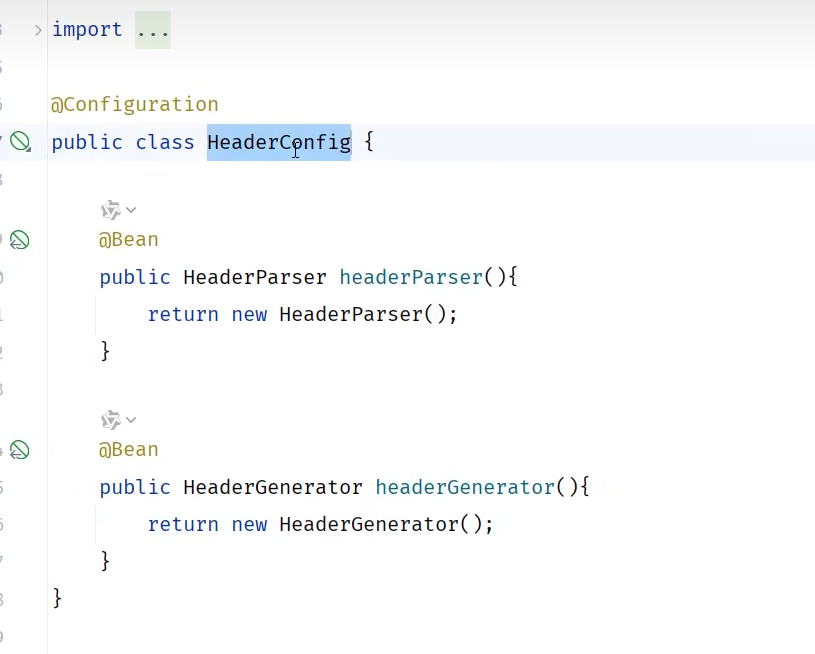 import ...
@Configuration
public class HeaderConfig {
@Bean
public HeaderParser headerParser(){
return new HeaderParser();
}
@Bean
public HeaderGenerator headerGenerator(){
return new HeaderGenerator();
}
}